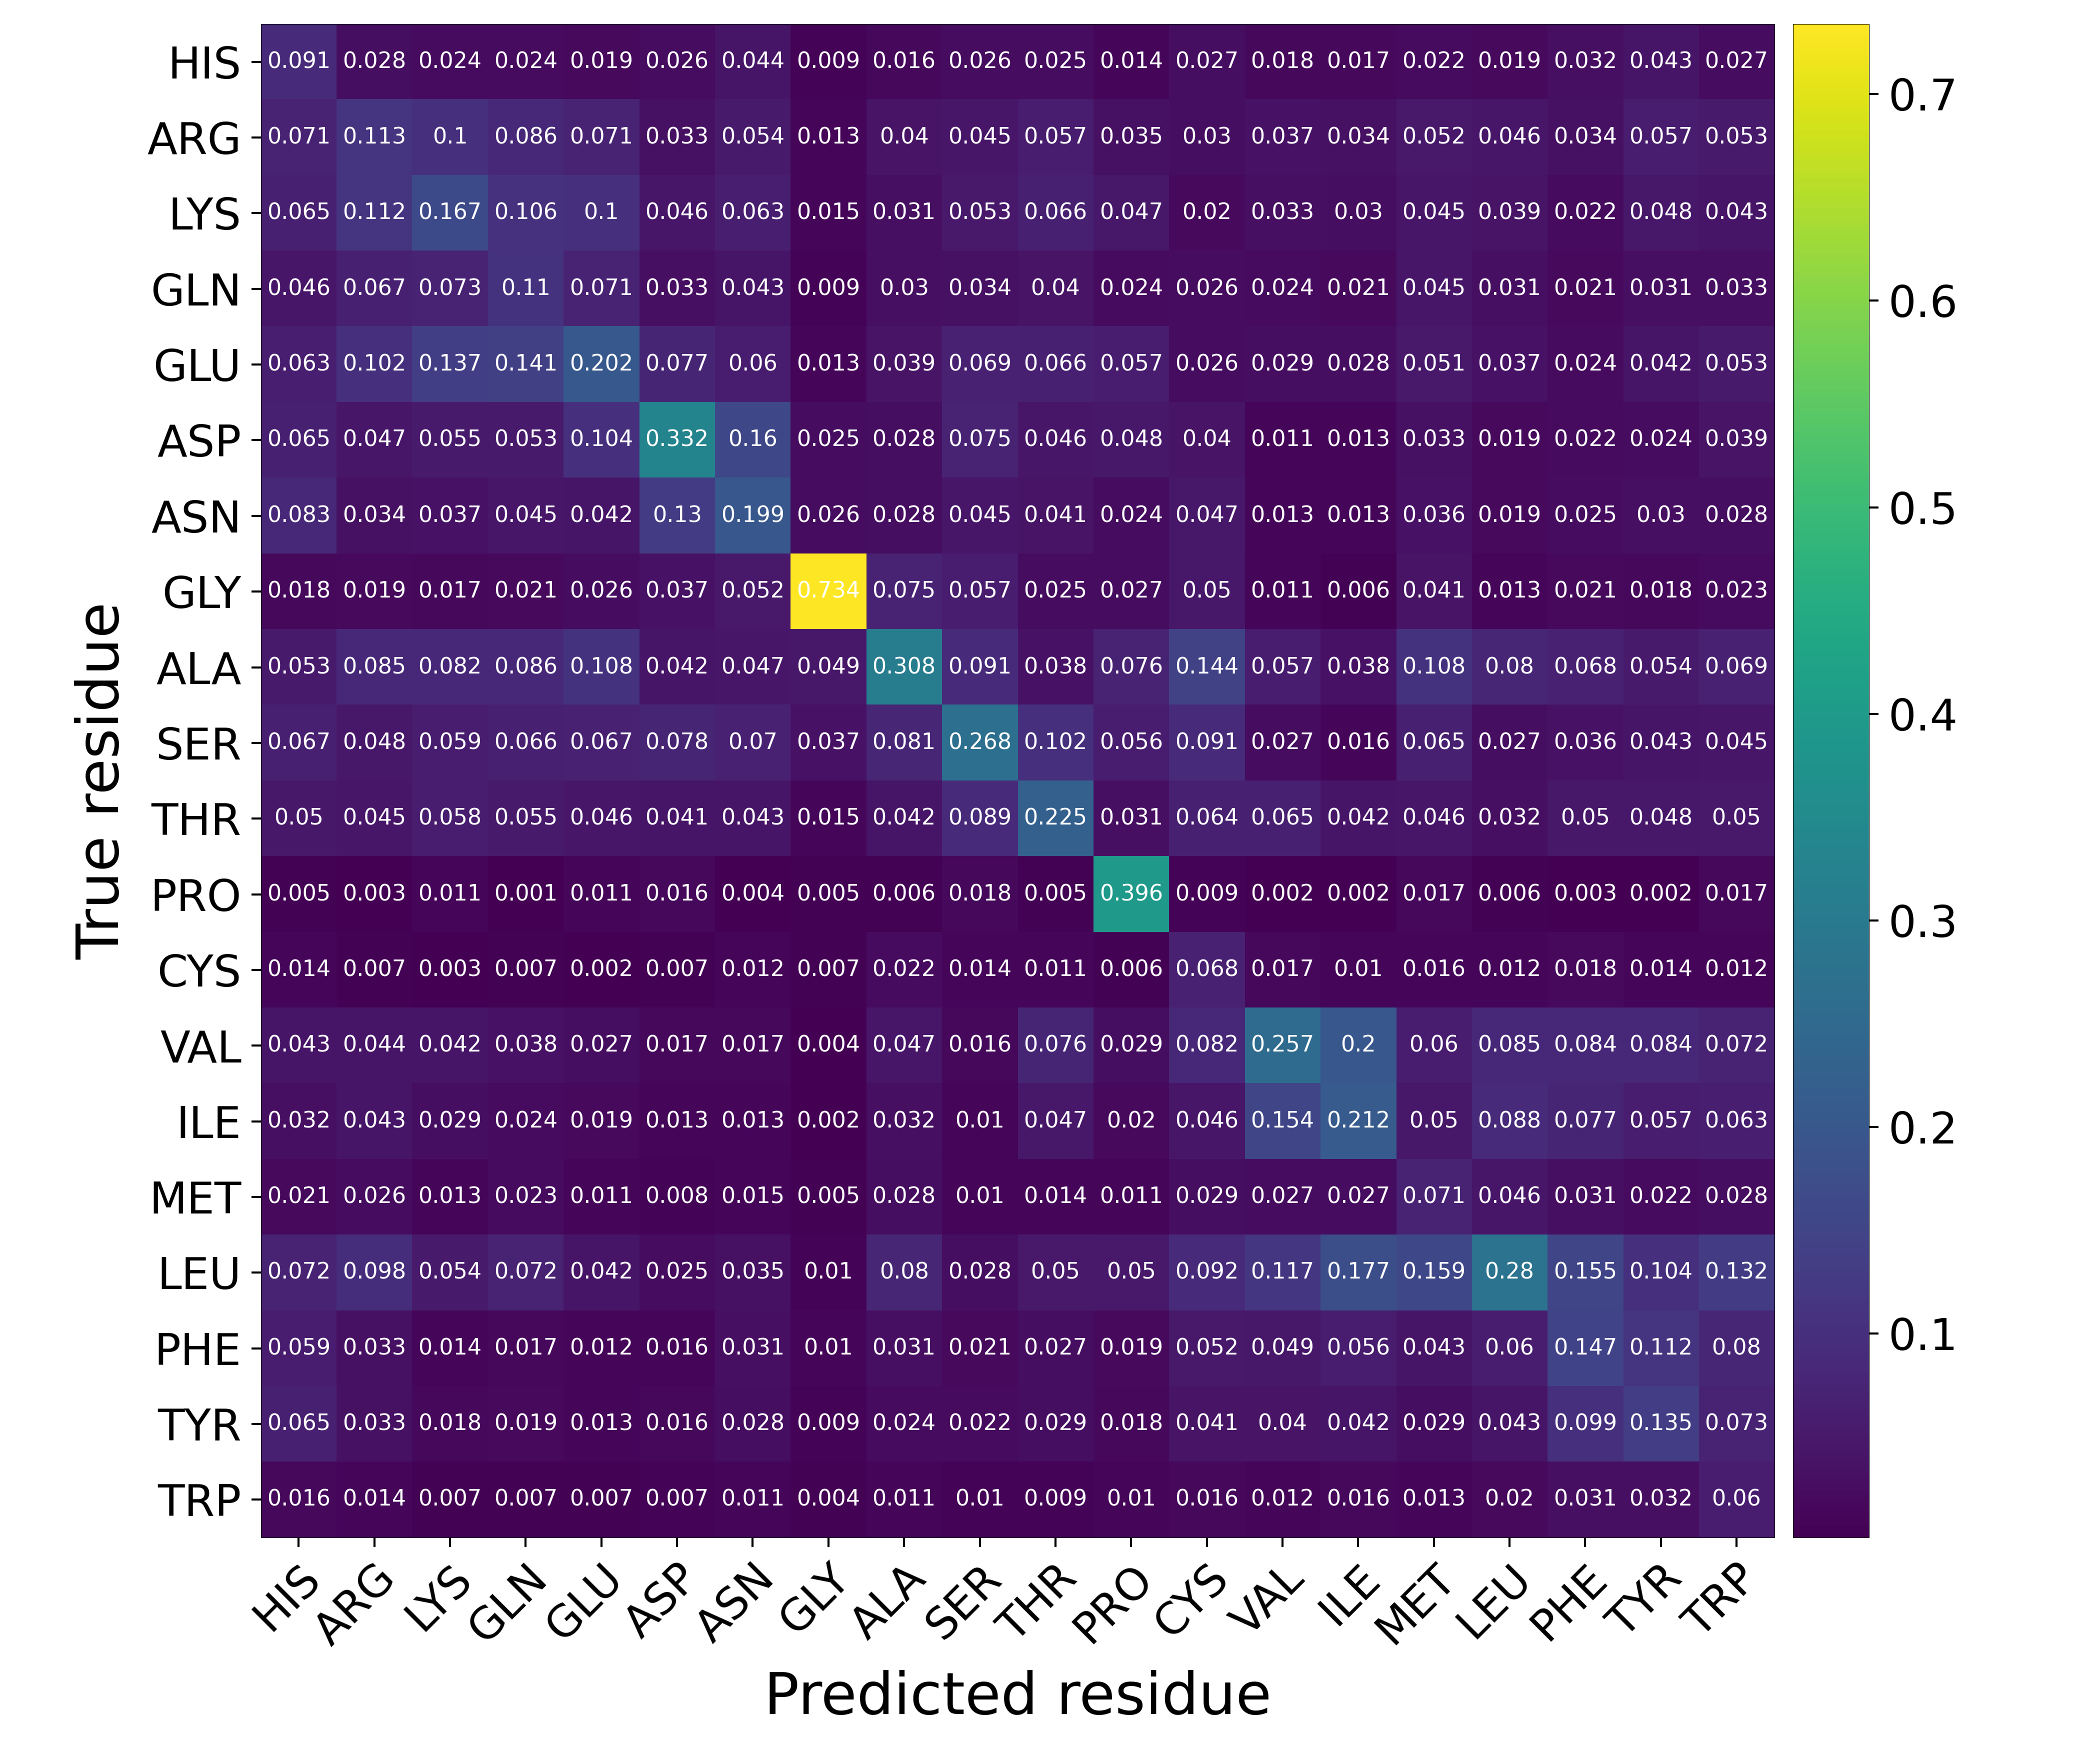 HIS 0.091 0.028 0.024 0.024 0.019 0.026 0.044 0.009 0.016 0.026 0.025 0.014 0.027 0.018 0.017 0.022 0.019 0.032 0.043 0.027
ARG 0.071 0.113 0.1 0.086 0.071 0.033 0.054 0.013 0.04 0.045 0.057 0.035 0.03 0.037 0.034 0.052 0.046 0.034 0.057 0.053
LYS 0.065 0.112 0.167 0.106 0.1 0.046 0.063 0.015 0.031 0.053 0.066 0.047 0.02 0.033 0.03 0.045 0.039 0.022 0.048 0.043
GLN 0.046 0.067 0.073 0.11 0.071 0.033 0.043 0.009 0.03 0.034 0.04 0.024 0.026 0.024 0.021 0.045 0.031 0.021 0.031 0.033
GLU 0.063 0.102 0.137 0.141 0.202 0.077 0.06 0.013 0.039 0.069 0.066 0.057 0.026 0.029 0.028 0.051 0.037 0.024 0.042 0.053
ASP 0.065 0.047 0.055 0.053 0.104 0.332 0.16 0.025 0.028 0.075 0.046 0.048 0.04 0.011 0.013 0.033 0.019 0.022 0.024 0.039
ASN 0.083 0.034 0.037 0.045 0.042 0.13 0.199 0.026 0.028 0.045 0.041 0.024 0.047 0.013 0.013 0.036 0.019 0.025 0.03 0.028
GLY 0.018 0.019 0.017 0.021 0.026 0.037 0.052 0.734 0.075 0.057 0.025 0.027 0.05 0.011 0.006 0.041 0.013 0.021 0.018 0.023
ALA 0.053 0.085 0.082 0.086 0.108 0.042 0.047 0.049 0.308 0.091 0.038 0.076 0.144 0.057 0.038 0.108 0.08 0.068 0.054 0.069
SER 0.067 0.048 0.059 0.066 0.067 0.078 0.07 0.037 0.081 0.268 0.102 0.056 0.091 0.027 0.016 0.065 0.027 0.036 0.043 0.045
THR 0.05 0.045 0.058 0.055 0.046 0.041 0.043 0.015 0.042 0.089 0.225 0.031 0.064 0.065 0.042 0.046 0.032 0.05 0.048 0.05
PRO 0.005 0.003 0.011 0.001 0.011 0.016 0.004 0.005 0.006 0.018 0.005 0.396 0.009 0.002 0.002 0.017 0.006 0.003 0.002 0.017
CYS 0.014 0.007 0.003 0.007 0.002 0.007 0.012 0.007 0.022 0.014 0.011 0.006 0.068 0.017 0.01 0.016 0.012 0.018 0.014 0.012
VAL 0.043 0.044 0.042 0.038 0.027 0.017 0.017 0.004 0.047 0.016 0.076 0.029 0.082 0.257 0.2 0.06 0.085 0.084 0.084 0.072
ILE 0.032 0.043 0.029 0.024 0.019 0.013 0.013 0.002 0.032 0.01 0.047 0.02 0.046 0.154 0.212 0.05 0.088 0.077 0.057 0.063
MET 0.021 0.026 0.013 0.023 0.011 0.008 0.015 0.005 0.028 0.01 0.014 0.011 0.029 0.027 0.027 0.071 0.046 0.031 0.022 0.028
LEU 0.072 0.098 0.054 0.072 0.042 0.025 0.035 0.01 0.08 0.028 0.05 0.05 0.092 0.117 0.177 0.159 0.28 0.155 0.104 0.132
PHE 0.059 0.033 0.014 0.017 0.012 0.016 0.031 0.01 0.031 0.021 0.027 0.019 0.052 0.049 0.056 0.043 0.06 0.147 0.112 0.08
TYR 0.065 0.033 0.018 0.019 0.013 0.016 0.028 0.009 0.024 0.022 0.029 0.018 0.041 0.04 0.042 0.029 0.043 0.099 0.135 0.073
TRP 0.016 0.014 0.007 0.007 0.007 0.007 0.011 0.004 0.011 0.01 0.009 0.01 0.016 0.012 0.016 0.013 0.02 0.031 0.032 0.06
HIS ARG LYS GLN GLU ASP ASN GLY ALA SER THR PRO CYS VAL ILE MET LEU PHE TYR TRP
Predicted residue
True residue
0.7
0.6
0.5
0.4
0.3
0.2
0.1